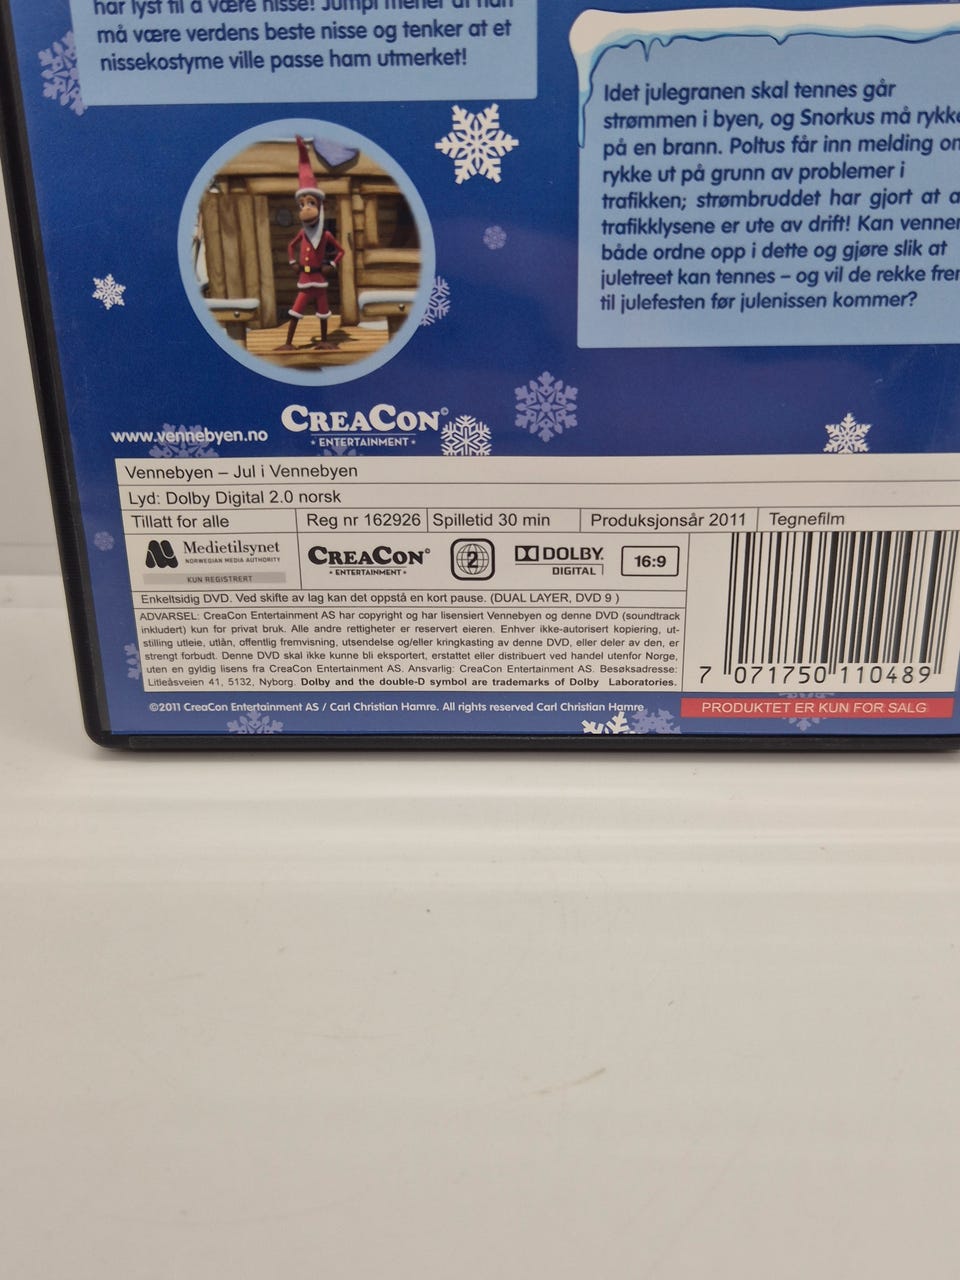 har lyst til å være nisse! Jumpi mener at han
må være verdens beste nisse og tenker at et
nissekostyme ville passe ham utmerket!
Idet julegranen skal tennes går
strømmen i byen, og Snorkus må rykke
på en brann. Poltus får inn melding om
rykke ut på grunn av problemer i
trafikken; strømbruddet har gjort at
trafikklysene er ute av drift! Kan
både ordne opp i dette og gjøre slik at
juletreet kan tennes – og vil de rekke
til julefesten før julenissen kommer?
www.vennebyen.no
CREACON©
ENTERTAINMENT
Vennebyen – Jul i Vennebyen
Lyd: Dolby Digital 2.0 norsk
Tillatt for alle Reg nr 162926 Spilletid 30 min Produksjonsår 2011 Tegnefilm
Medietilsynet
NORWEGIAN MEDIA AUTHORITY
KUN REGISTRERT
CREACON©
ENTERTAINMENT
2
DOLBY.
DIGITAL
16:9
Enkeltsidig DVD. Ved skifte av lag kan det oppstå en kort pause. (DUAL LAYER, DVD 9 )
ADVARSEL: CreaCon Entertainment AS har copyright og har lisensiert Vennebyen og denne DVD (soundtrack
inkludert) kun for privat bruk. Alle andre rettigheter er reservert eieren. Enhver ikke-autorisert kopiering, ut-
stilling utleie, utlån, offentlig fremvisning, utsendelse og/eller kringkasting av denne DVD, eller deler av den, er
strengt forbudt. Denne DVD skal ikke kunne bli eksportert, erstattet eller distribuert ved handel utenfor Norge,
uten en gyldig lisens fra CreaCon Entertainment AS. Ansvarlig: CreaCon Entertainment AS. Besøksadresse:
Litleåsveien 41, 5132, Nyborg. Dolby and the double-D symbol are trademarks of Dolby Laboratories.
7 071750 110489
©2011 CreaCon Entertainment AS / Carl Christian Hamre. All rights reserved Carl Christian Hamre
PRODUKTET ER KUN FOR SALG